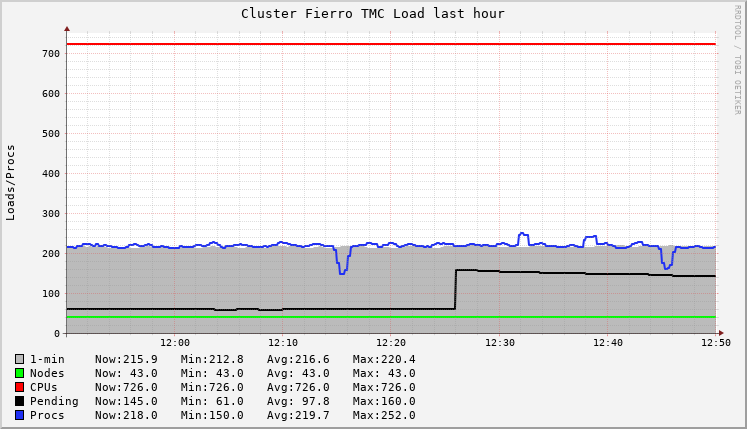 Cluster Fierro TMC Load last hour
RRDTOOL / TOBI OETIKER
Loads/Procs
700
600
500
400
300
200
100
0
12:00 12:10 12:20 12:30 12:40 12:50
1-min Now:215.9 Min:212.8 Avg:216.6 Max:220.4
Nodes Now: 43.0 Min: 43.0 Avg: 43.0 Max: 43.0
CPUs Now:726.0 Min:726.0 Avg:726.0 Max:726.0
Pending Now:145.0 Min: 61.0 Avg: 97.8 Max:160.0
Procs Now:218.0 Min:150.0 Avg:219.7 Max:252.0